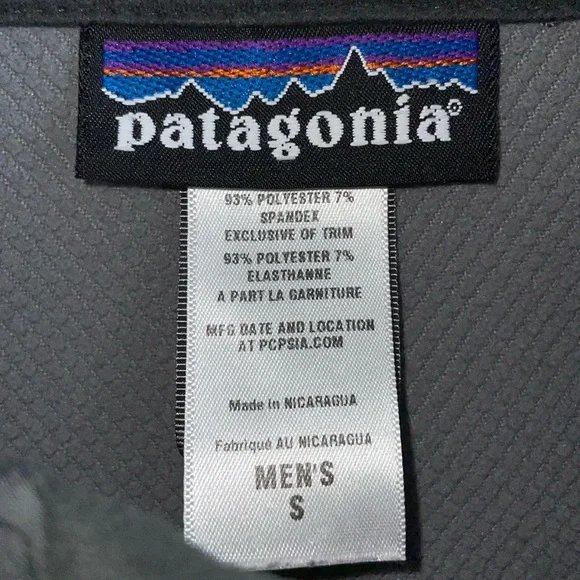 patagonia®
93% POLYESTER 7%
SPANDEX
EXCLUSIVE OF TRIM
93% POLYESTER 7%
ELASTHANNE
A PART LA GARNITURE
MFG DATE AND LOCATION
AT PCPSIA.COM
Made in NICARAGUA
Fabriqué AU NICARAGUA
MEN'S
S